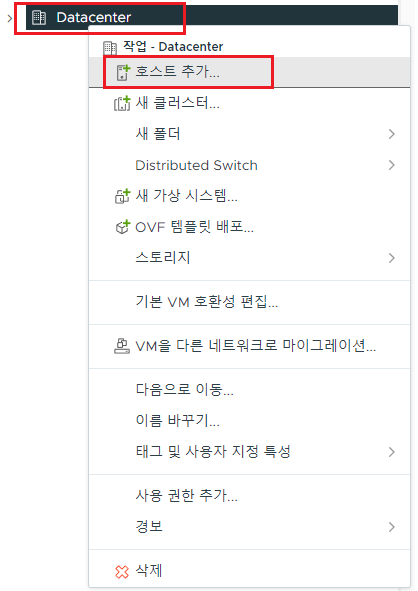 Datacenter
작업 - Datacenter
호스트 추가...
새 클러스터...
새 폴더
Distributed Switch
새 가상 시스템...
OVF 템플릿 배포...
스토리지
기본 VM 호환성 편집...
VM을 다른 네트워크로 마이그레이션...
다음으로 이동...
이름 바꾸기...
태그 및 사용자 지정 특성
사용 권한 추가...
경보
삭제